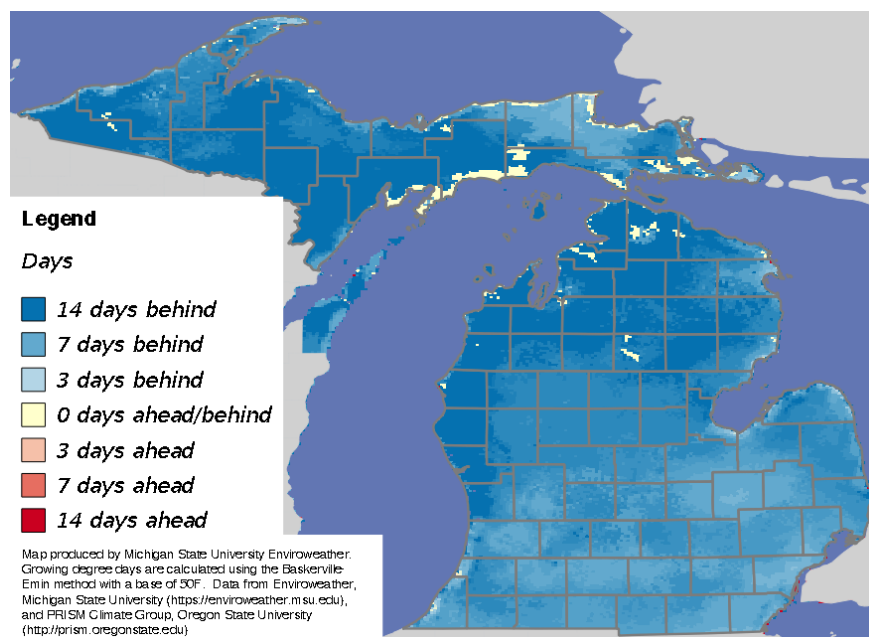 Legend
Days
14 days behind
7 days behind
3 days behind
0 days ahead/behind
3 days ahead
7 days ahead
14 days ahead
Map produced by Michigan State University Enviroweather.
Growing degree days are calculated using the Baskerville-
Emin method with a base of 50F. Data from Enviroweather,
Michigan State University (https://enviroweather.msu.edu),
and PRISM Climate Group, Oregon State University
(http://prism.oregonstate.edu)